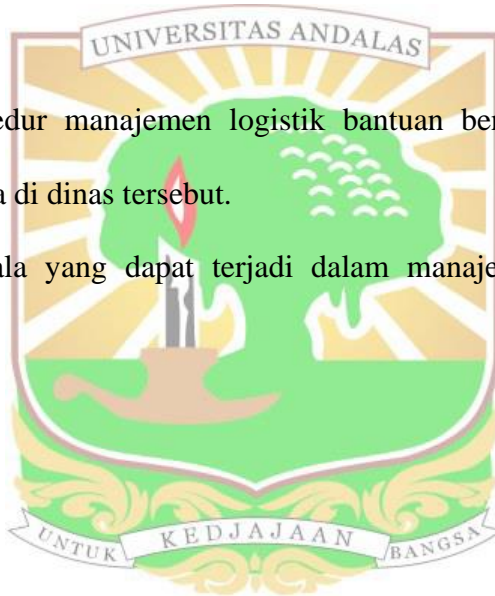 UNIVERSITAS ANDALAS
edur manajemen logistik bantuan ber
a di dinas tersebut.
ala yang dapat terjadi dalam manaje
UNTUK KEDJAJAAN BANGSA